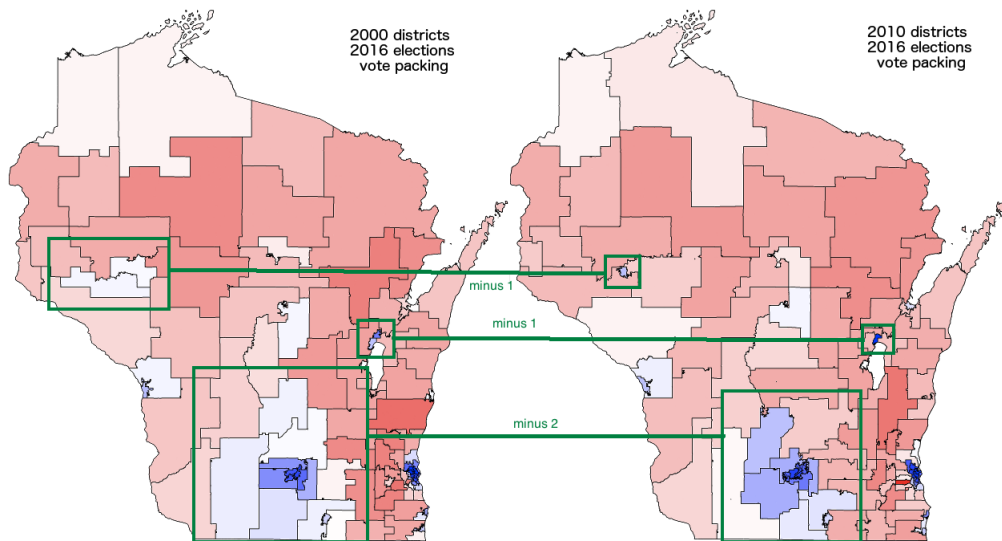 2000 districts
2016 elections
vote packing
2010 districts
2016 elections
vote packing
minus 1
minus 1
minus 2